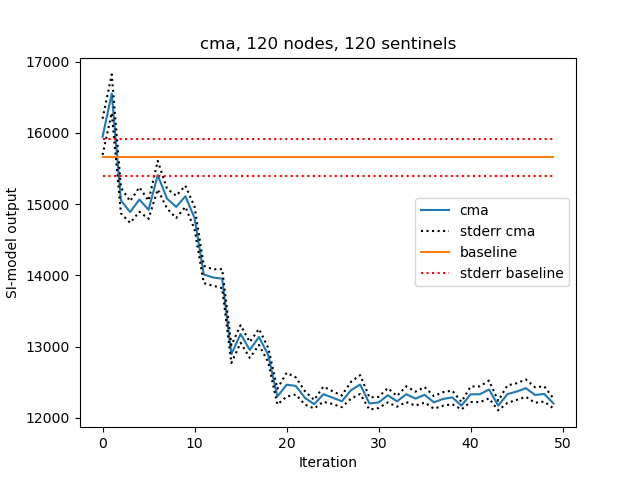 cma, 120 nodes, 120 sentinels
17000
16000
15000
14000
13000
12000
SI-model output
cma
stderr cma
baseline
stderr baseline
0 10 20 30 40 50
Iteration